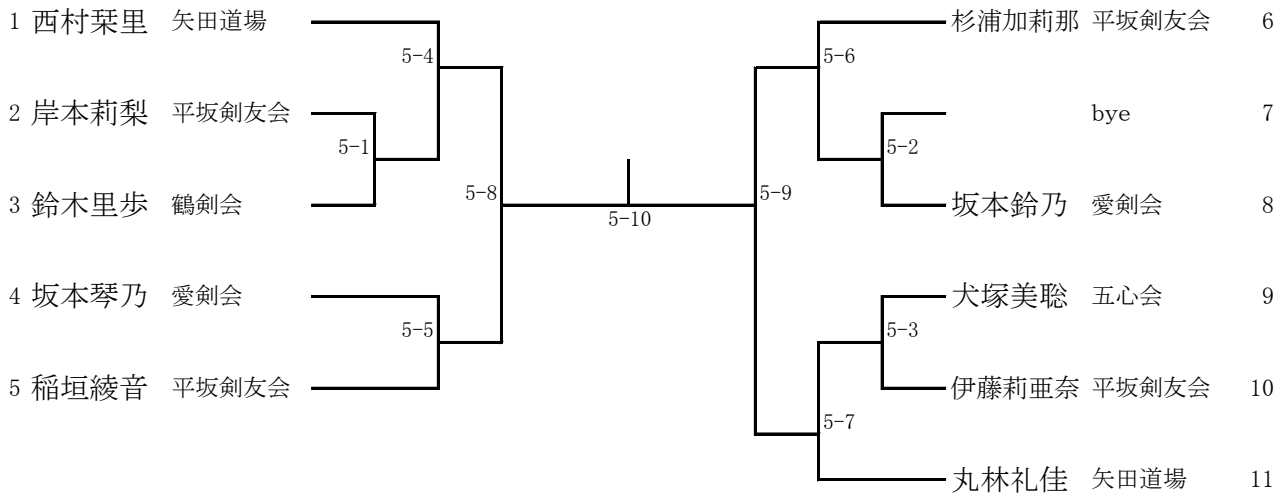 1 西村栞里 矢田道場
杉浦加莉那 平坂剣友会 6
5-4
5-6
2 岸本莉梨 平坂剣友会
bye 7
5-1
5-2
3 鈴木里歩 鶴剣会
5-8
5-9
坂本鈴乃 愛剣会 8
5-10
4 坂本琴乃 愛剣会
犬塚美聡 五心会 9
5-5
5-3
5 稲垣綾音 平坂剣友会
伊藤莉亜奈 平坂剣友会 10
5-7
丸林礼佳 矢田道場 11